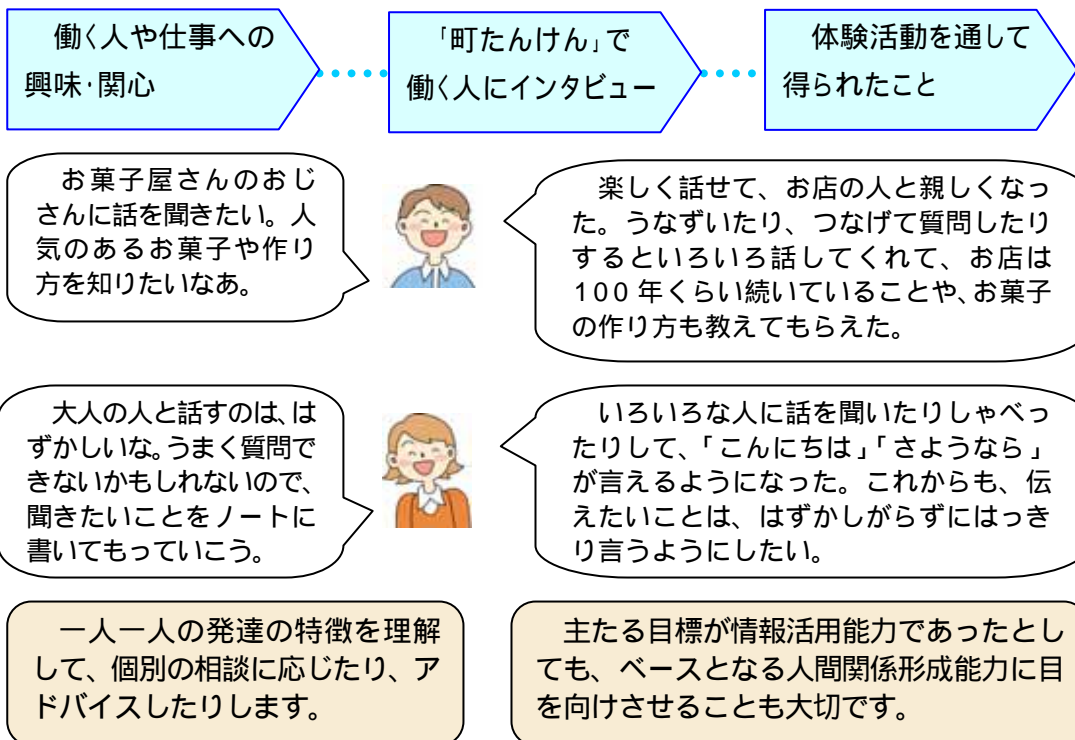 働く人や仕事への
興味・関心
「町たんけん」で
働く人にインタビュー
体験活動を通して
得られたこと
お菓子屋さんのおじ
さんに話を聞きたい。人
気のあるお菓子や作り
方を知りたいなあ。
楽しく話せて、お店の人と親しくなっ
た。うなずいたり、つなげて質問したり
するといろいろ話してくれて、お店は
100年くらい続いていることや、お菓子
の作り方も教えてもらえた。
大人の人と話すのは、は
ずかしいな。うまく質問で
きないかもしれないので、
聞きたいことをノートに
書いてもっていこう。
いろいろな人に話を聞いたりしゃべっ
たりして、「こんにちは」「さようなら」
が言えるようになった。これからも、伝
えたいことは、はずかしがらずにはっき
り言うようにしたい。
一人一人の発達の特徴を理解
して、個別の相談に応じたり、ア
ドバイスしたりします。
主たる目標が情報活用能力であったとし
ても、ベースとなる人間関係形成能力に目
を向けさせることも大切です。